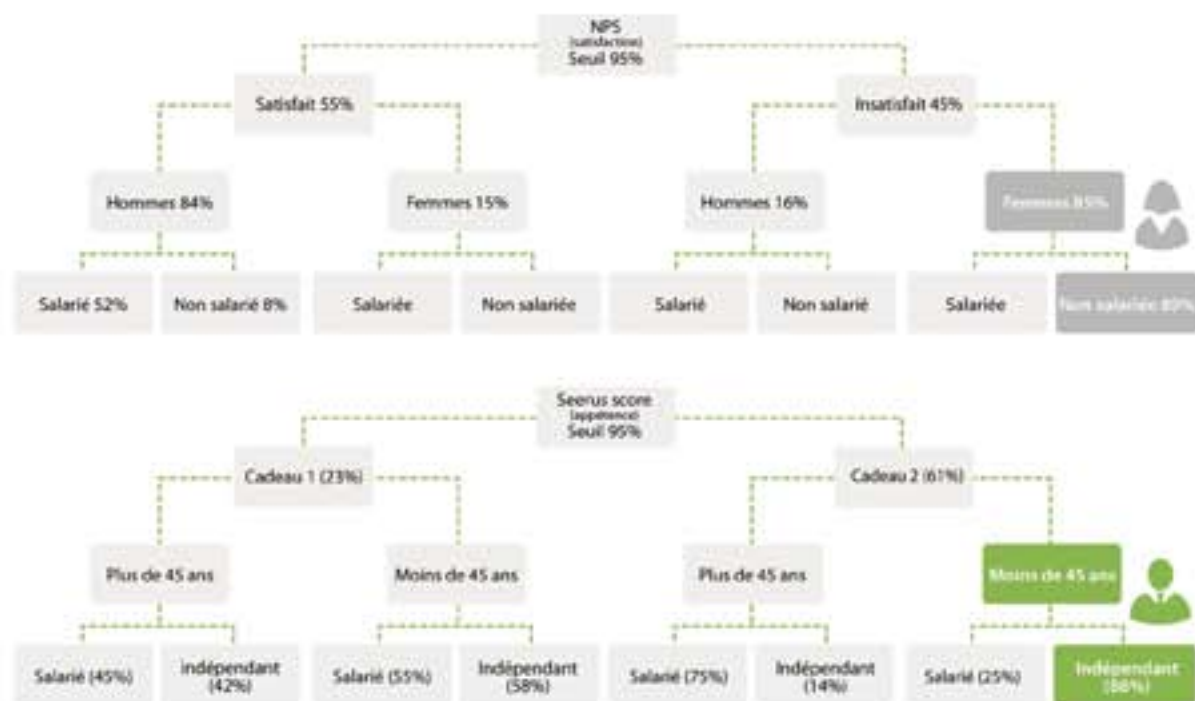 NPS
(satisfaction)
Seuil 95%
Satisfait 55%
Insatisfait 45%
Hommes 84%
Femmes 15%
Hommes 16%
Femmes 85%
Salarié 52%
Non salarié 8%
Salariée
Non salariée
Salarié
Non salarié
Salariée
Non salariée
Seerus score
(appétence)
Seuil 95%
Cadeau 1 (23%)
Cadeau 2 (61%)
Plus de 45 ans
Moins de 45 ans
Plus de 45 ans
Moins de 45 ans
Salarié (45%)
indépendant
(42%)
Salarié (55%)
Indépendant
(58%)
Salarié (75%)
Indépendant
(14%)
Salarié (25%)
Indépendant
(86%)